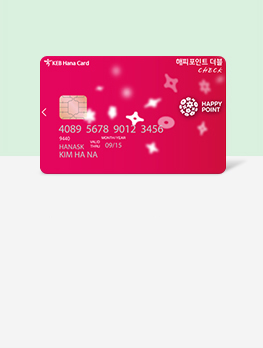 KEB Hana Card
해피포인트 더블
CHECK
HAPPY
POINT
4089 5678 9012 3456
9440
MONTH/YEAR
VALID
THRU
09/15
HANASK
KIM HA NA